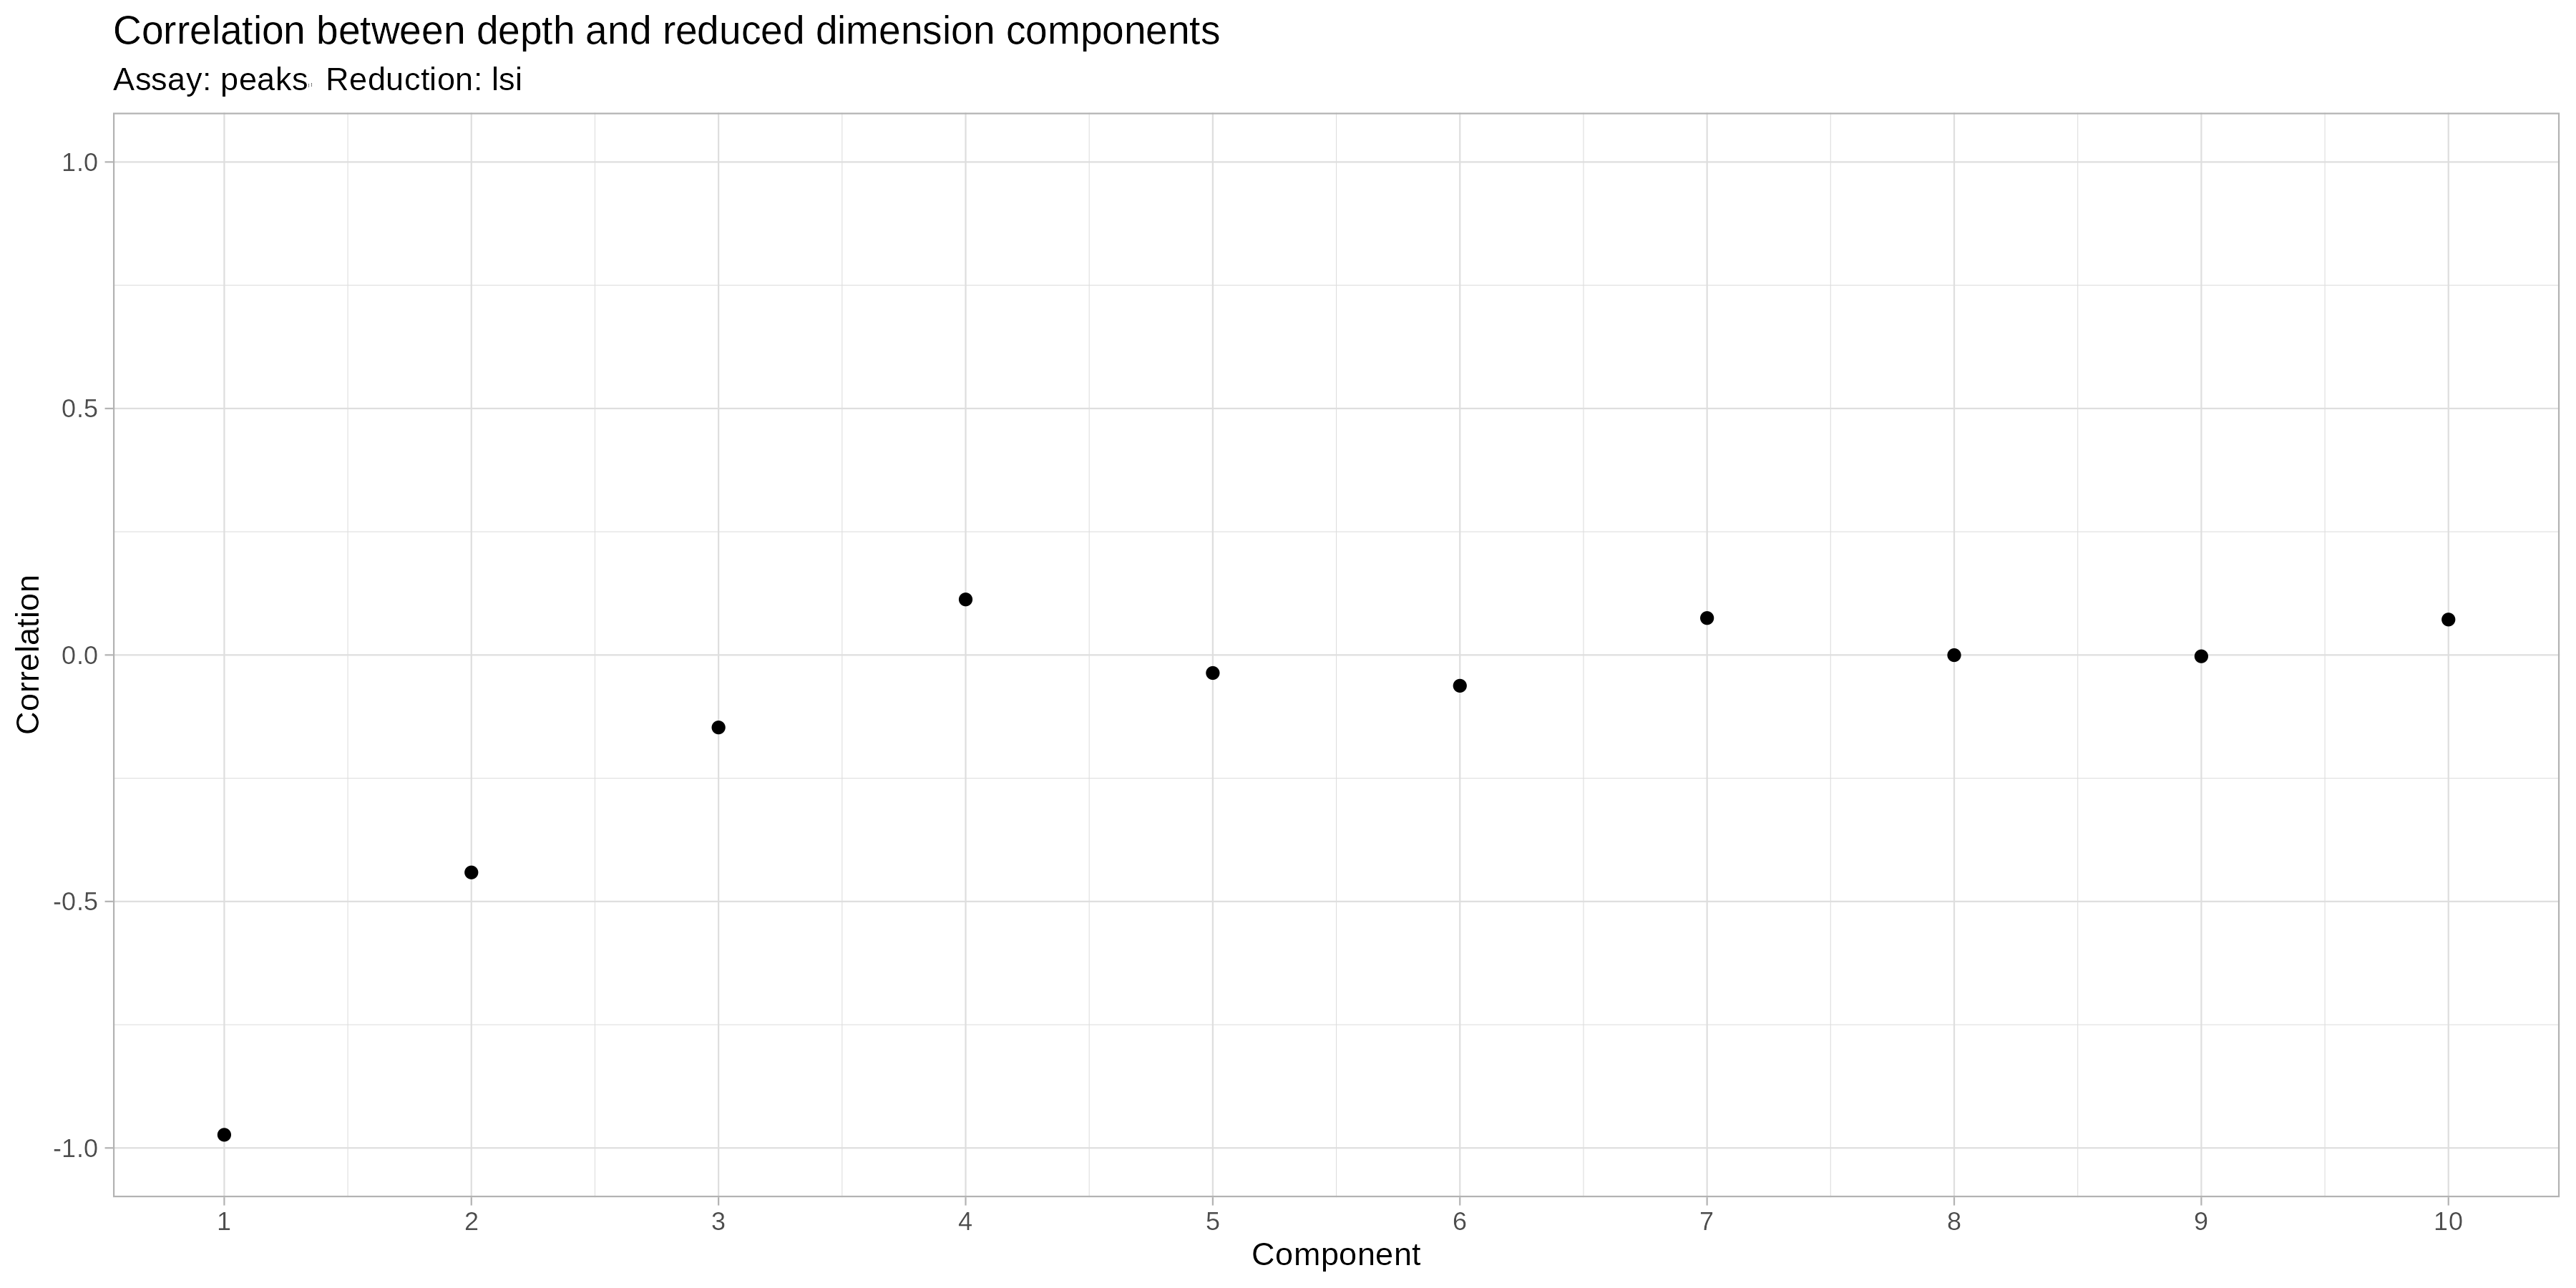 Correlation between depth and reduced dimension components
Assay: peaks Reduction: lsi
1.0
0.5
0.0
-0.5
-1.0
Correlation
1 2 3 4 5 6 7 8 9 10
Component